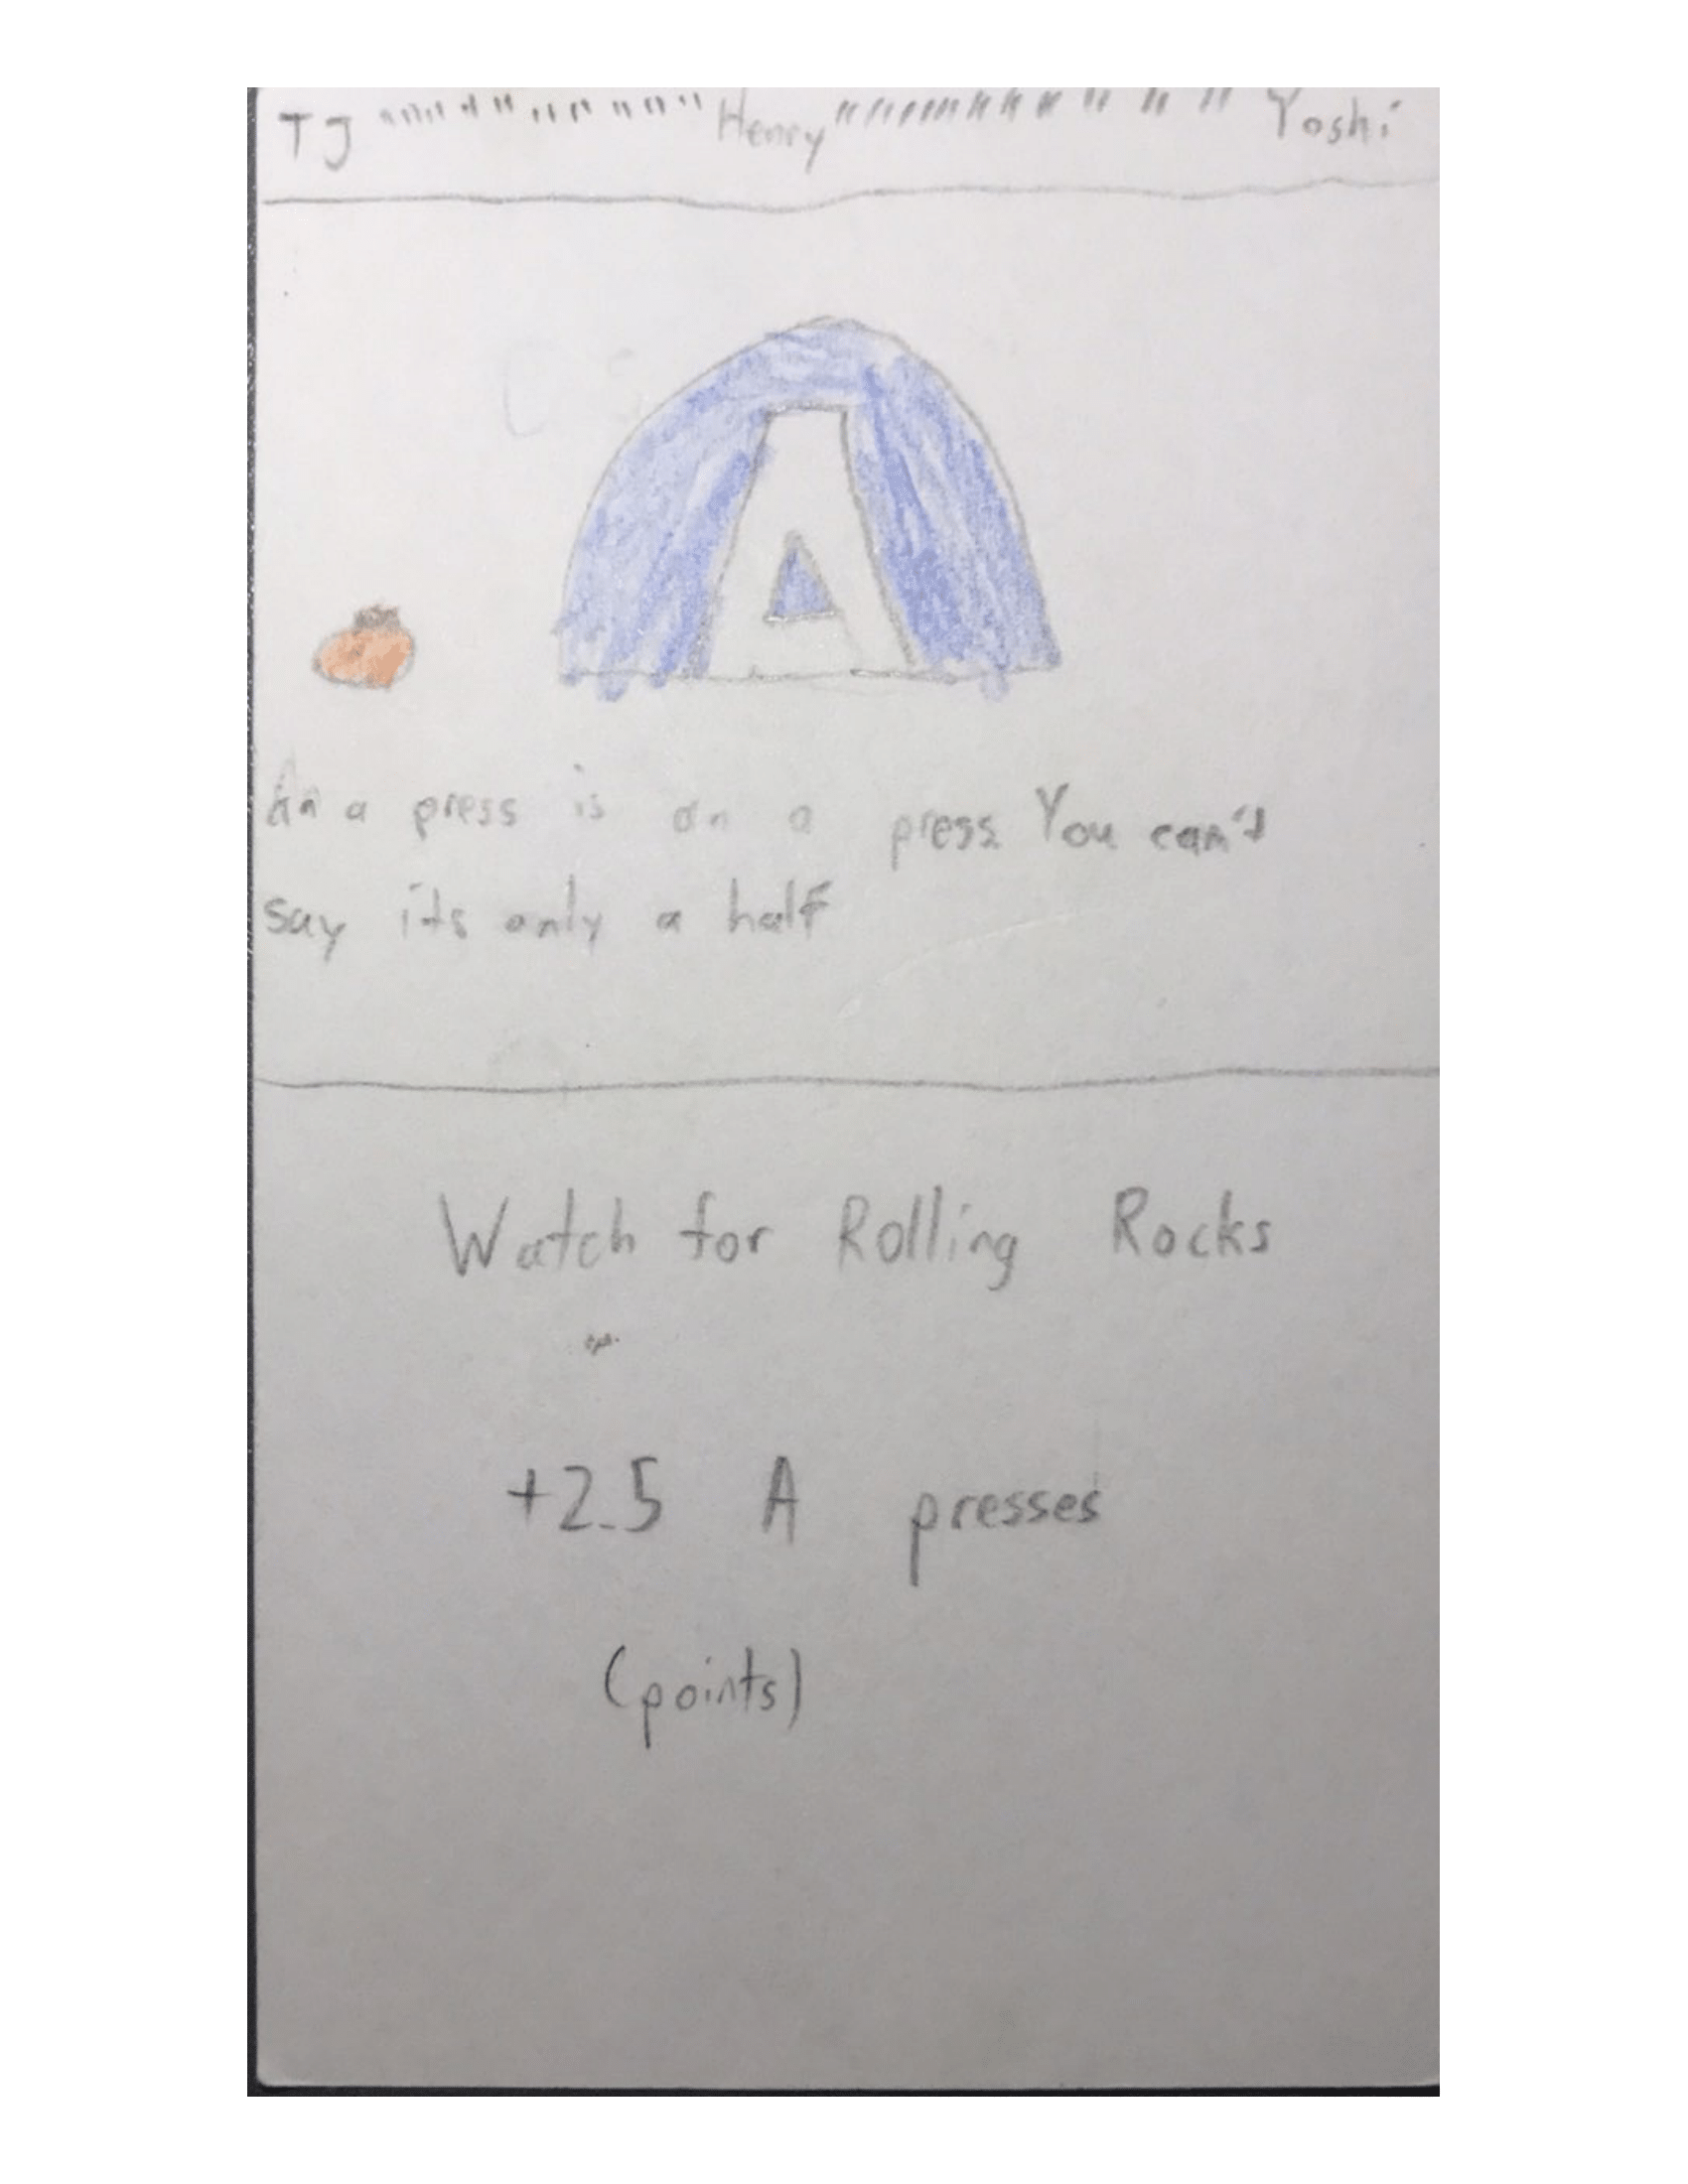 TJ """""""""""" Henry """""""""""""" Yoshi
A
An a press is an a press. You can't
say its only a half
Watch for Rolling Rocks
+2.5 A presses
(points)